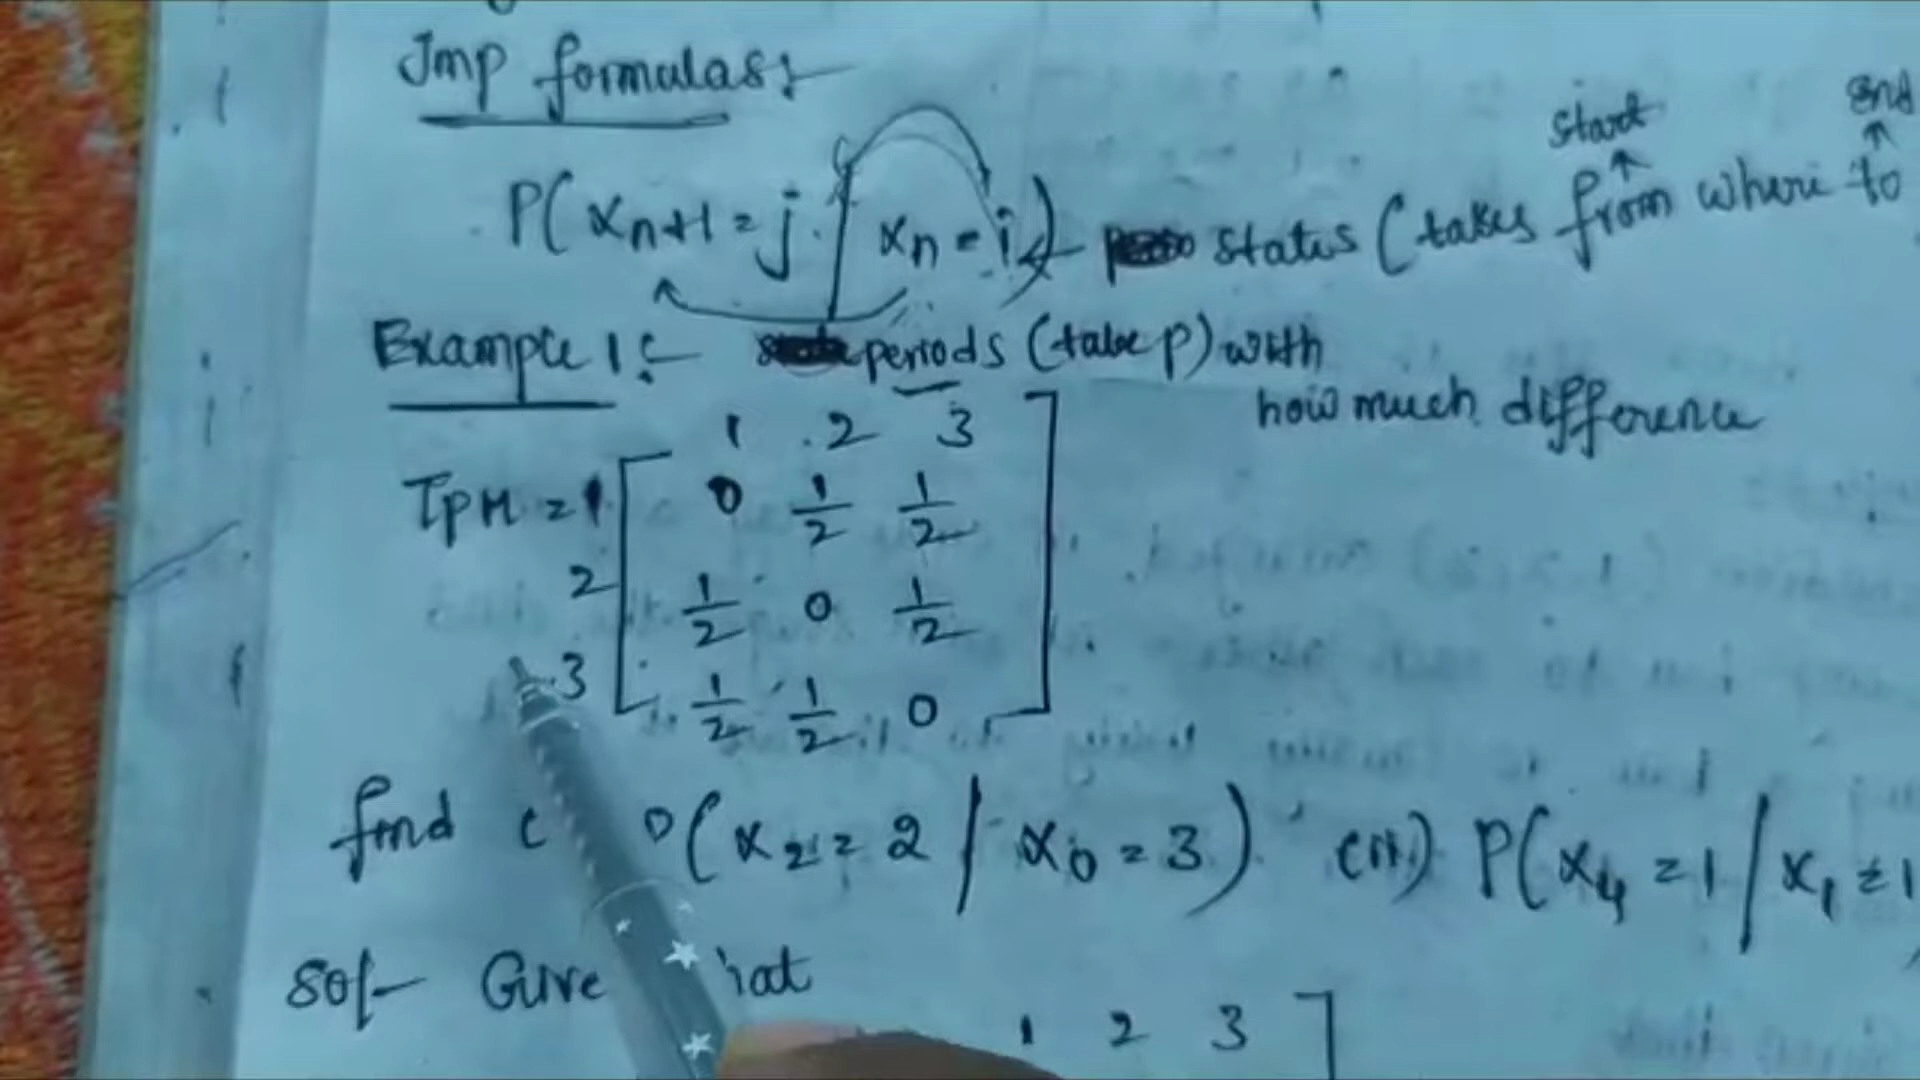 Imp formulas:
Start End
P(Xn+1 = j / Xn = i) status (takes from where to
Example 1: periods (take p) with
how much difference
1 2 3
TPM = 1 0 1/2 1/2
2 1/2 0 1/2
3 1/2 1/2 0
find (X2 = 2 / X0 = 3) (ii) P(X4 = 1 / X1 = 1
Sol- Give hat
1 2 3